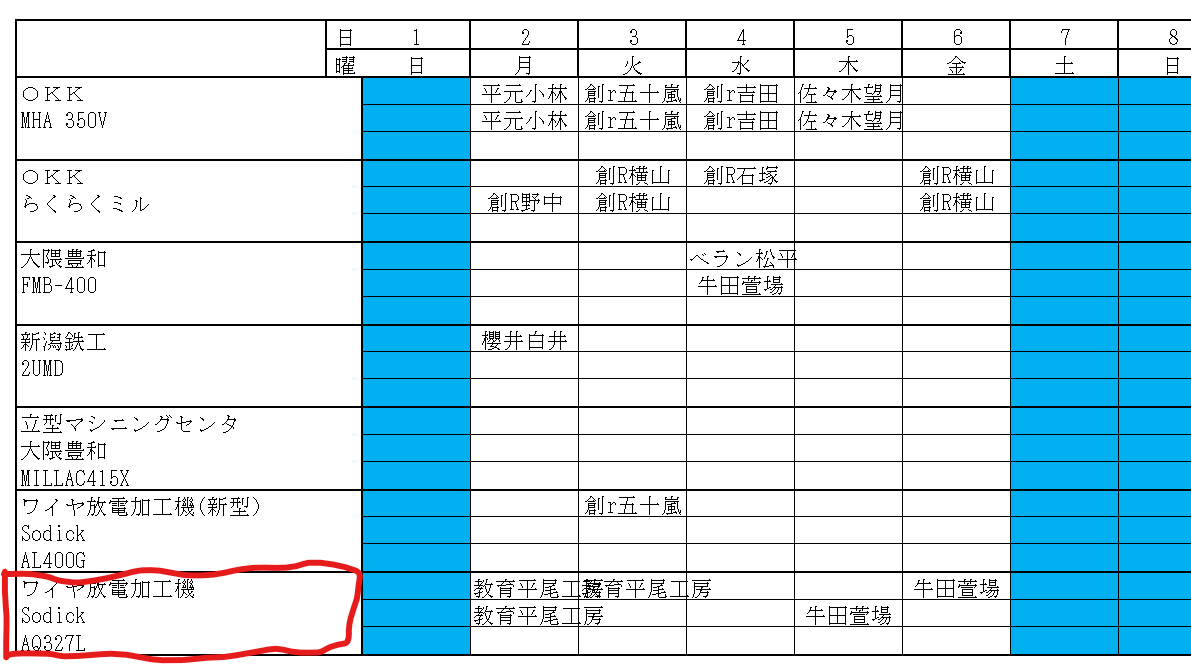 日 1 2 3 4 5 6 7 8
曜 日 月 火 水 木 金 土 日
ＯＫＫ 平元小林 創r五十嵐 創r吉田 佐々木望月
MHA 350V 平元小林 創r五十嵐 創r吉田 佐々木望月
ＯＫＫ 創R横山 創R石塚 創R横山
らくらくミル 創R野中 創R横山 創R横山
大隈豊和 ベラン松平
FMB-400 牛田萱場
新潟鉄工 櫻井白井
2UMD
立型マシニングセンタ
大隈豊和
MILLAC415X
ワイヤ放電加工機(新型) 創r五十嵐
Sodick
AL400G
ワイヤ放電加工機 教育平尾工房 教育平尾工房 牛田萱場
Sodick 教育平尾工房 牛田萱場
AQ327L